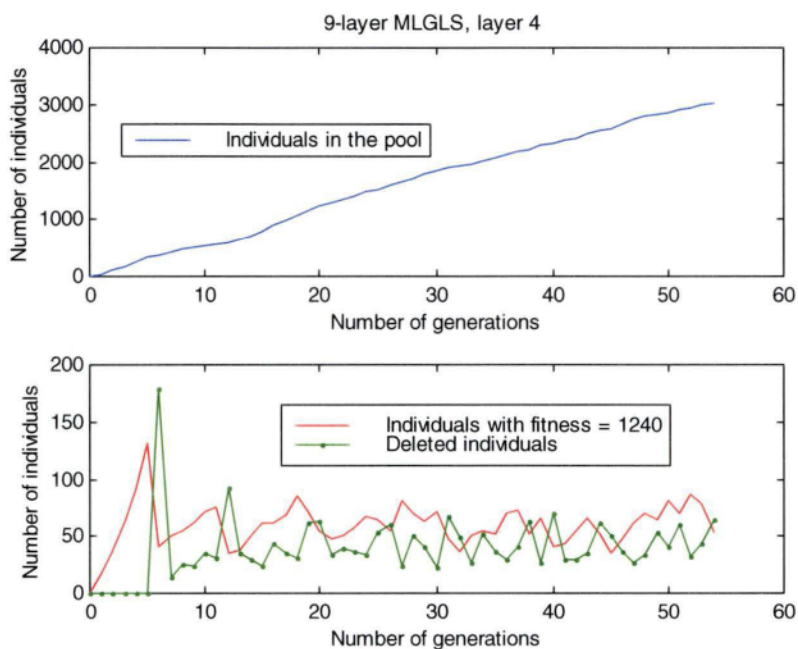 9-layer MLGLS, layer 4
4000
3000
2000
1000
0
Number of individuals
Individuals in the pool
0 10 20 30 40 50 60
Number of generations
200
150
100
50
0
Number of individuals
Individuals with fitness = 1240
Deleted individuals
0 10 20 30 40 50 60
Number of generations